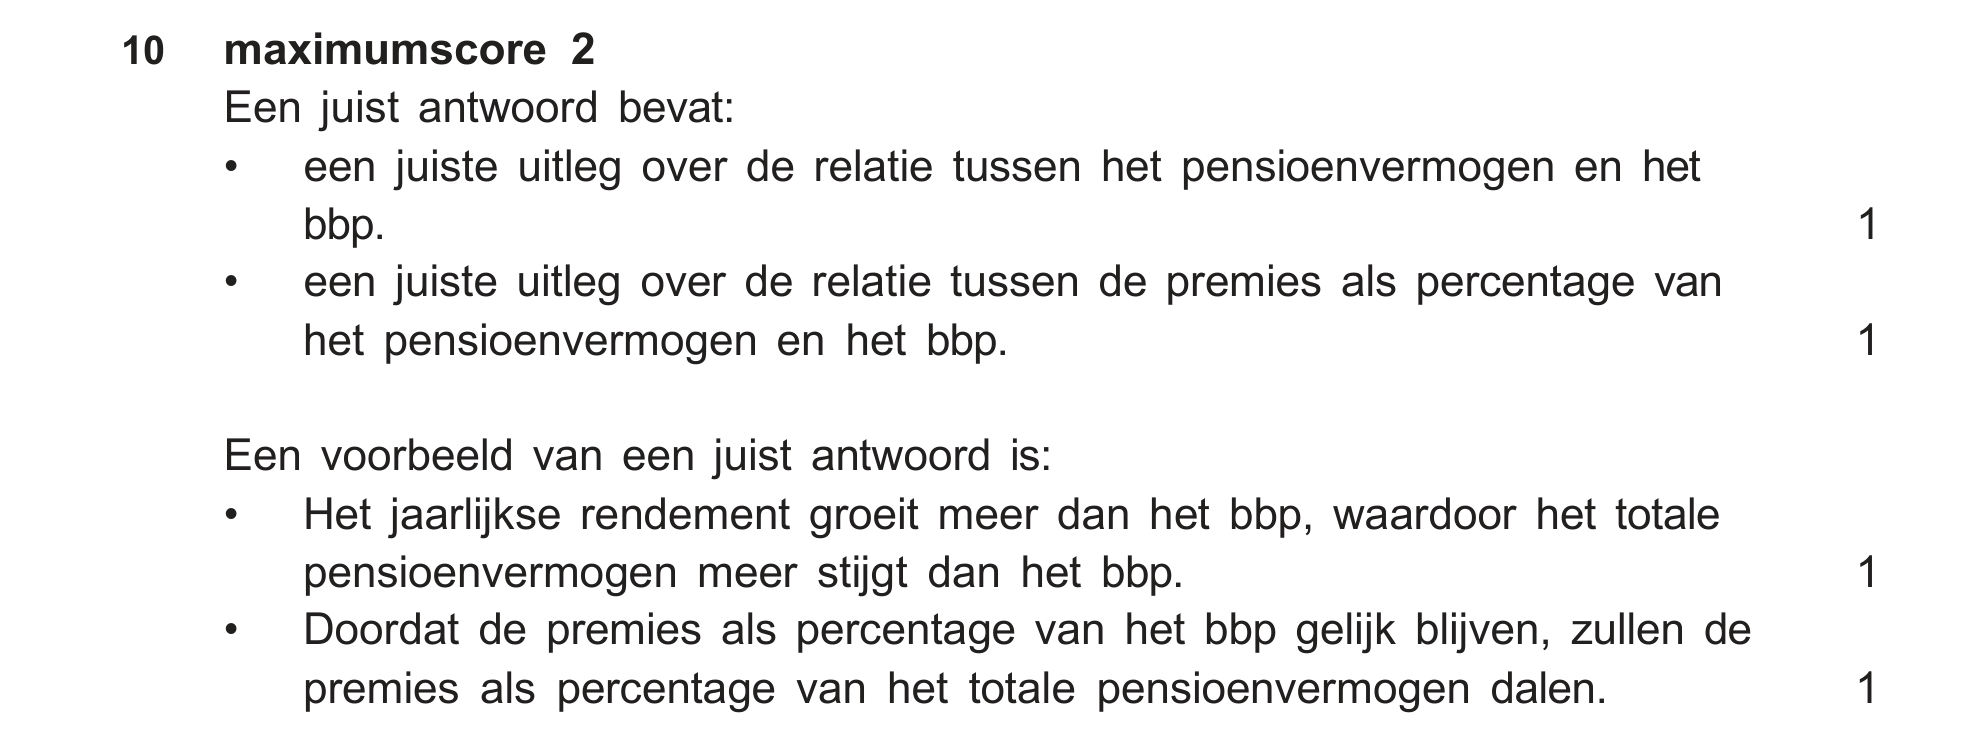 10 maximumscore 2
Een juist antwoord bevat:
• een juiste uitleg over de relatie tussen het pensioenvermogen en het
bbp. 1
• een juiste uitleg over de relatie tussen de premies als percentage van
het pensioenvermogen en het bbp. 1
Een voorbeeld van een juist antwoord is:
• Het jaarlijkse rendement groeit meer dan het bbp, waardoor het totale
pensioenvermogen meer stijgt dan het bbp. 1
• Doordat de premies als percentage van het bbp gelijk blijven, zullen de
premies als percentage van het totale pensioenvermogen dalen. 1